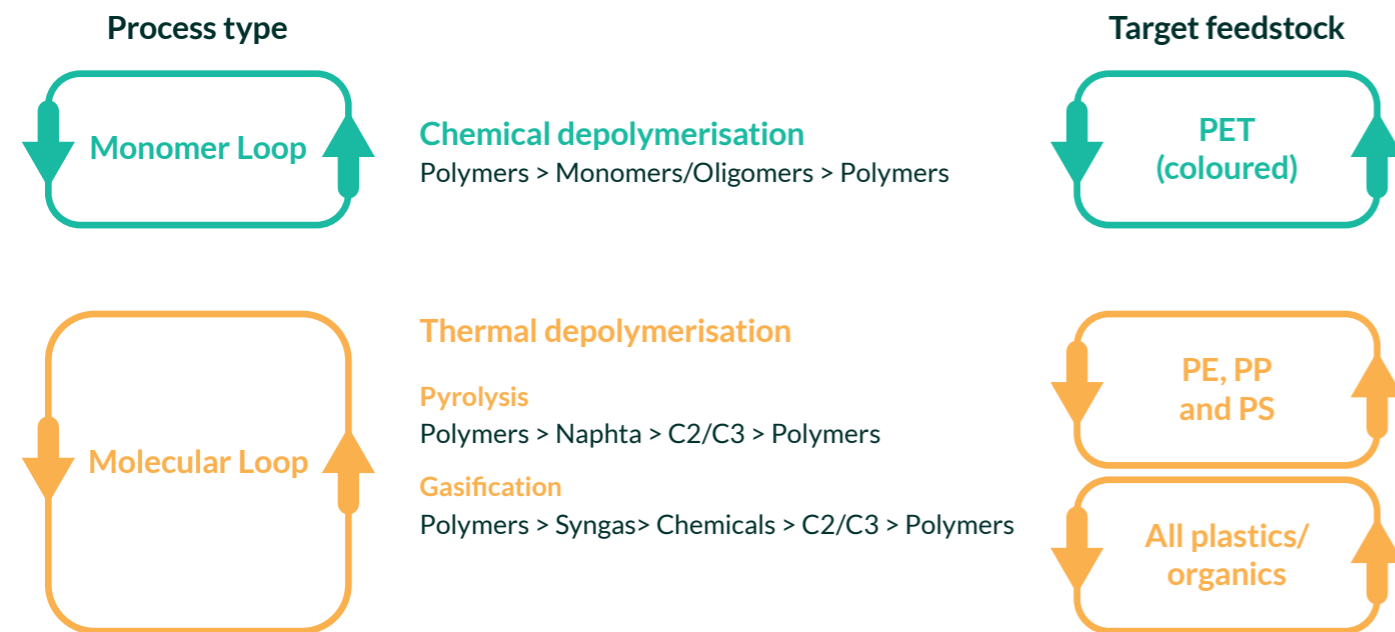 Process type
Target feedstock
Monomer Loop
Chemical depolymerisation
Polymers > Monomers/Oligomers > Polymers
PET
(coloured)
Molecular Loop
Thermal depolymerisation
Pyrolysis
Polymers > Naphta > C2/C3 > Polymers
Gasification
Polymers > Syngas> Chemicals > C2/C3 > Polymers
PE, PP
and PS
All plastics/
organics